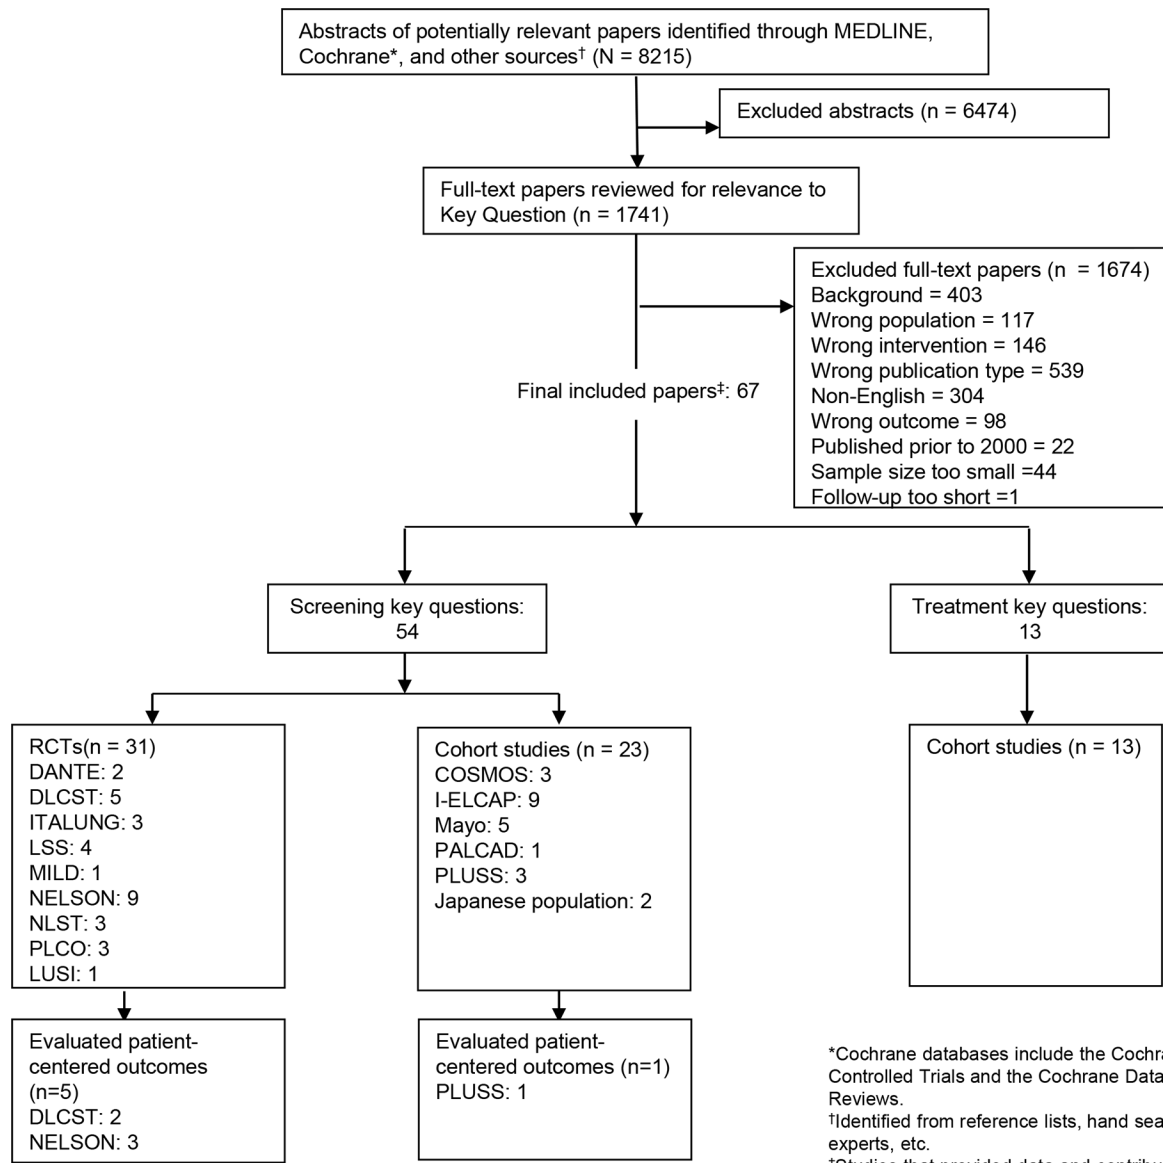 Abstracts of potentially relevant papers identified through MEDLINE,
Cochrane*, and other sources† (N = 8215)
Excluded abstracts (n = 6474)
Full-text papers reviewed for relevance to
Key Question (n = 1741)
Excluded full-text papers (n  = 1674)
Background = 403
Wrong population = 117
Wrong intervention = 146
Wrong publication type = 539
Non-English = 304
Wrong outcome = 98
Published prior to 2000 = 22
Sample size too small =44
Follow-up too short =1
Final included papers‡: 67
Screening key questions:
54
Treatment key questions:
13
RCTs(n = 31)
DANTE: 2
DLCST: 5
ITALUNG: 3
LSS: 4
MILD: 1
NELSON: 9
NLST: 3
PLCO: 3
LUSI: 1
Cohort studies (n = 23)
COSMOS: 3
I-ELCAP: 9
Mayo: 5
PALCAD: 1
PLUSS: 3
Japanese population: 2
Cohort studies (n = 13)
Evaluated patient-
centered outcomes
(n=5)
DLCST: 2
NELSON: 3
Evaluated patient-
centered outcomes (n=1)
PLUSS: 1
*Cochrane databases include the
Controlled Trials and the Cochrane
Reviews.
†Identified from reference lists, hand
experts, etc.
‡Studies that provided data and